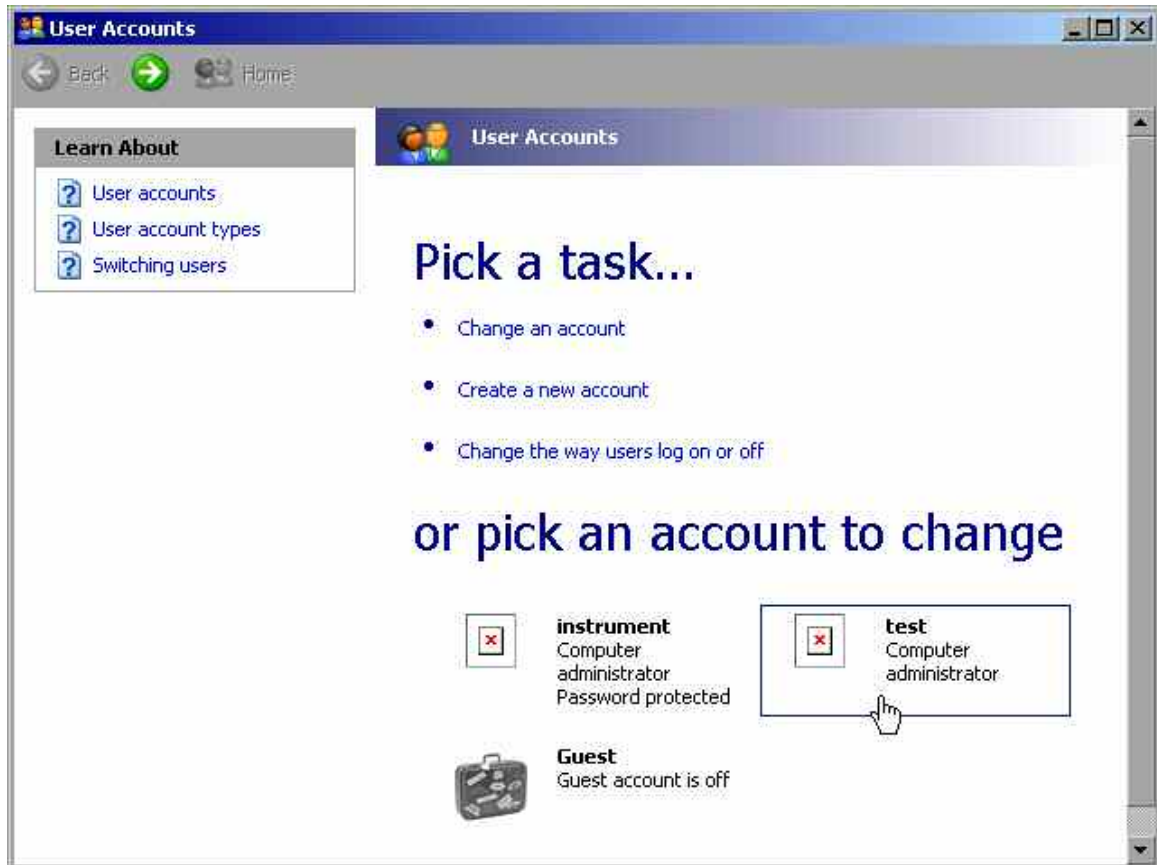 User Accounts
Back Home
Learn About
User accounts
User account types
Switching users
User Accounts
Pick a task...
Change an account
Create a new account
Change the way users log on or off
or pick an account to change
instrument
Computer
administrator
Password protected
test
Computer
administrator
Guest
Guest account is off